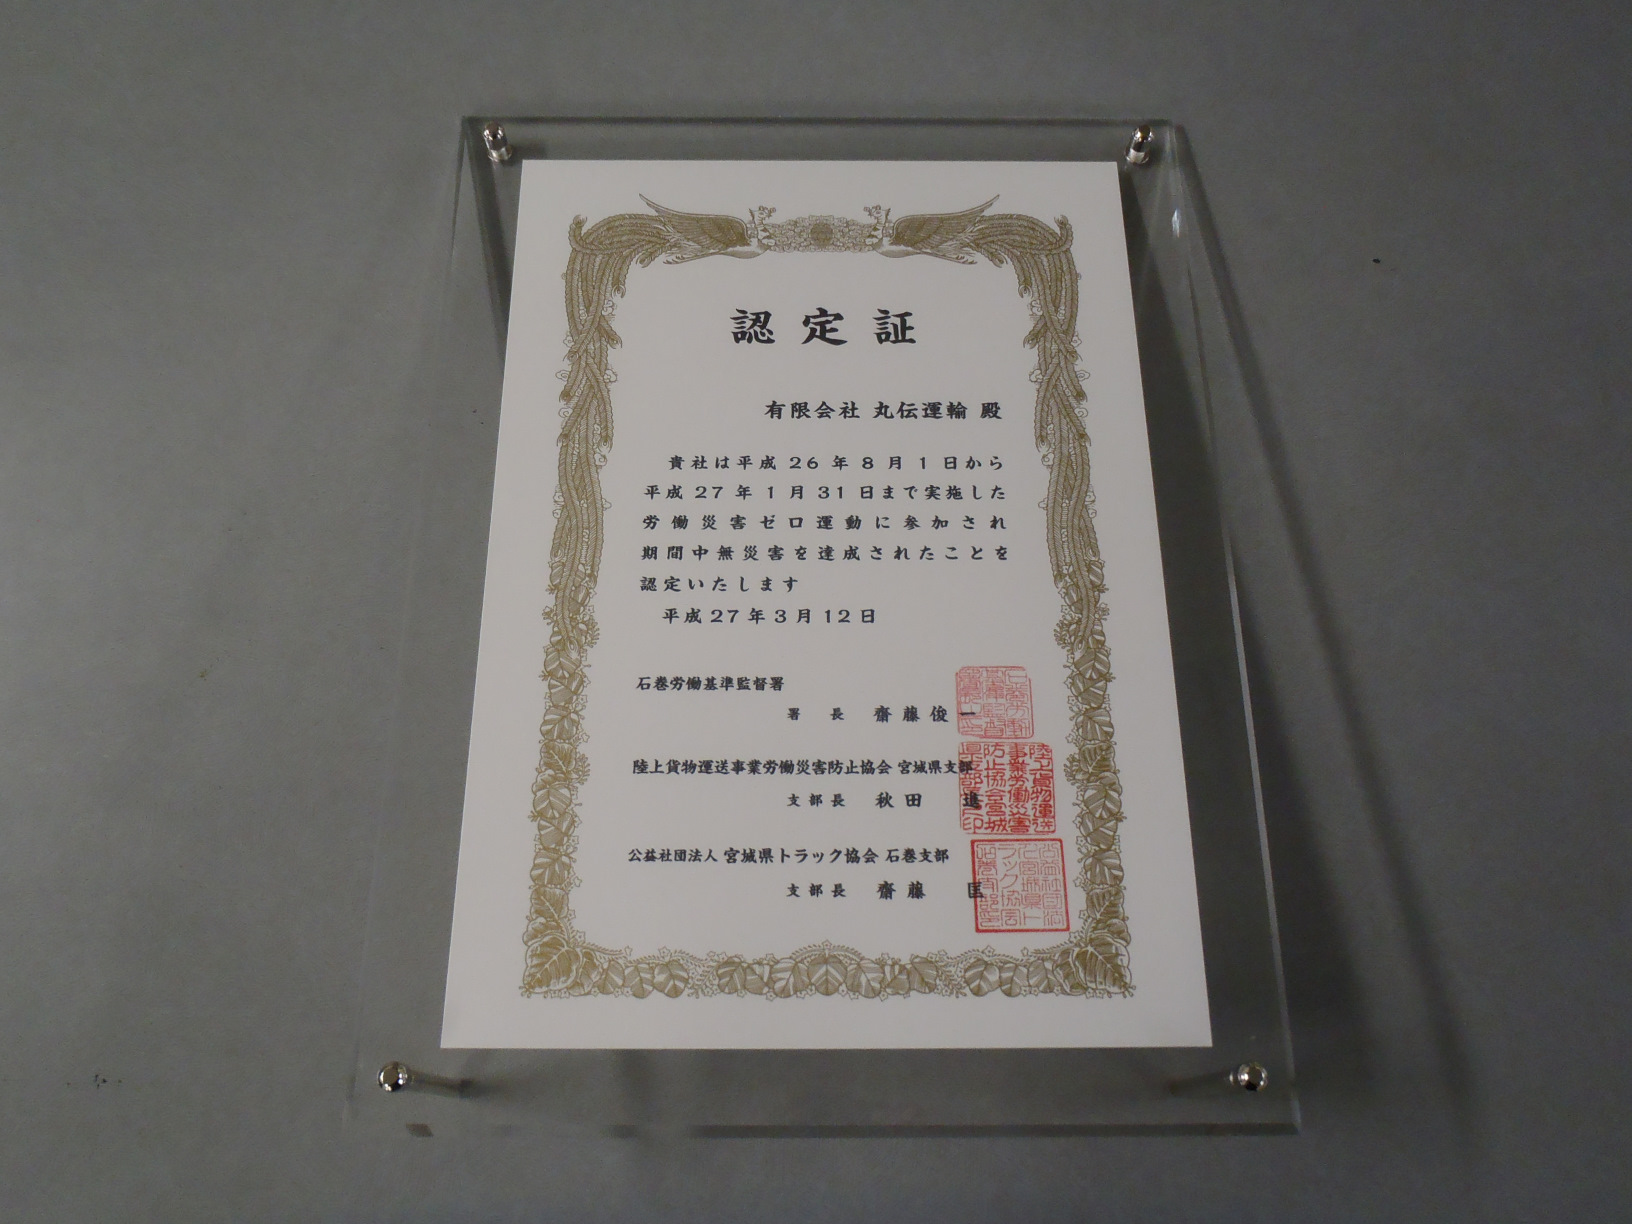 認定証
有限会社 丸伝運輸 殿
貴社は平成26年8月1日から
平成27年1月31日まで実施した
労働災害ゼロ運動に参加され
期間中無災害を達成されたことを
認定いたします
平成27年3月12日
石巻労働基準監督署
署長 齋藤俊一
陸上貨物運送事業労働災害防止協会 宮城県支部
支部長 秋田 進
公益社団法人 宮城県トラック協会 石巻支部
支部長 齋藤 匡